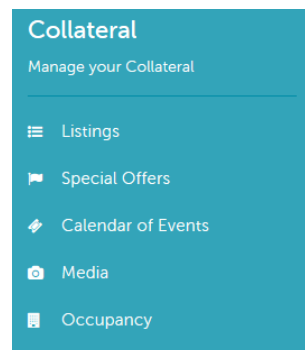 Collateral
Manage your Collateral
Listings
Special Offers
Calendar of Events
Media
Occupancy